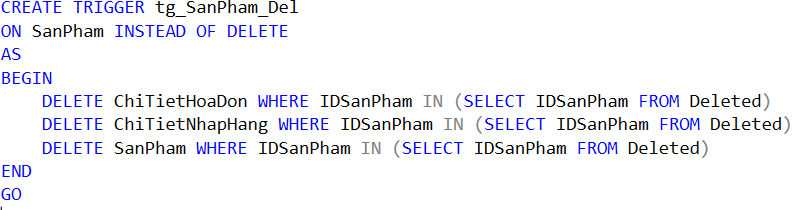 CREATE TRIGGER tg_SanPham_Del
ON SanPham INSTEAD OF DELETE
AS
BEGIN
    DELETE ChiTietHoaDon WHERE IDSanPham IN (SELECT IDSanPham FROM Deleted)
    DELETE ChiTietNhapHang WHERE IDSanPham IN (SELECT IDSanPham FROM Deleted)
    DELETE SanPham WHERE IDSanPham IN (SELECT IDSanPham FROM Deleted)
END
GO